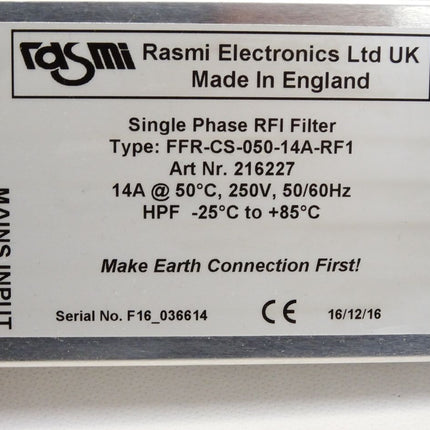 rasmi
Rasmi Electronics Ltd UK
Made In England
Single Phase RFI Filter
Type: FFR-CS-050-14A-RF1
Art Nr. 216227
14A @ 50°C, 250V, 50/60Hz
HPF -25°C to +85°C
Make Earth Connection First!
Serial No. F16_036614 CE 16/12/16
MAINS INPUT